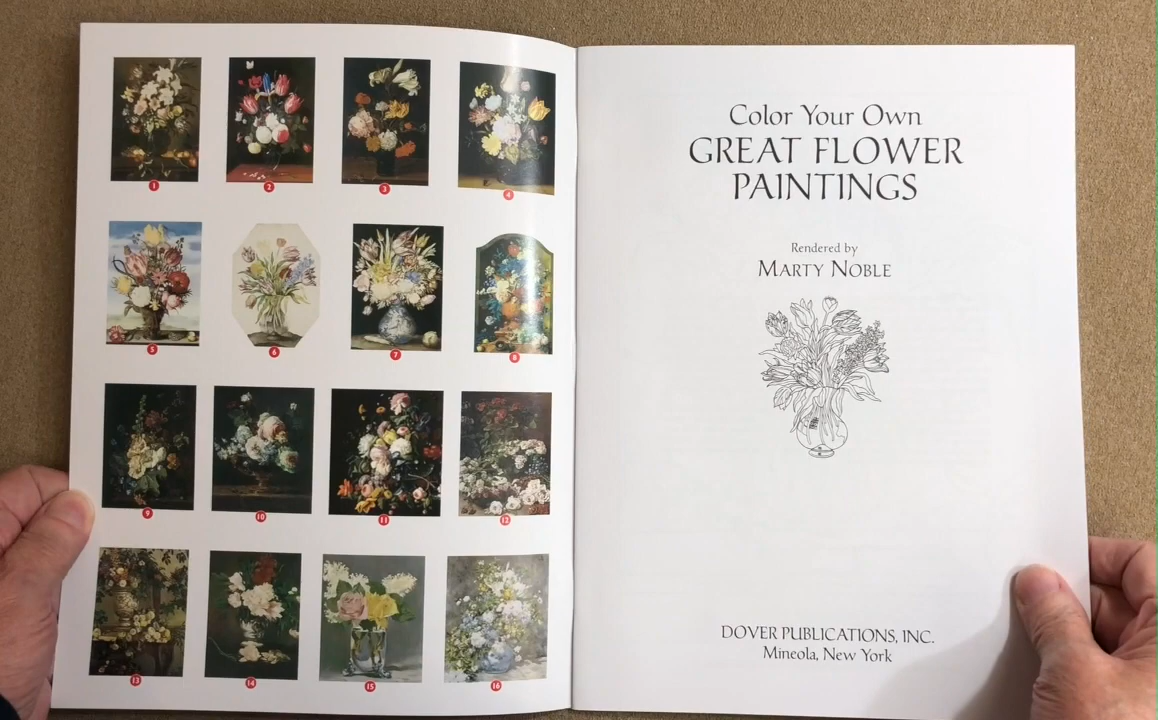 1
2
3
4
5
6
7
8
9
10
11
12
13
14
15
16
Color Your Own
GREAT FLOWER
PAINTINGS
Rendered by
MARTY NOBLE
DOVER PUBLICATIONS, INC.
Mineola, New York